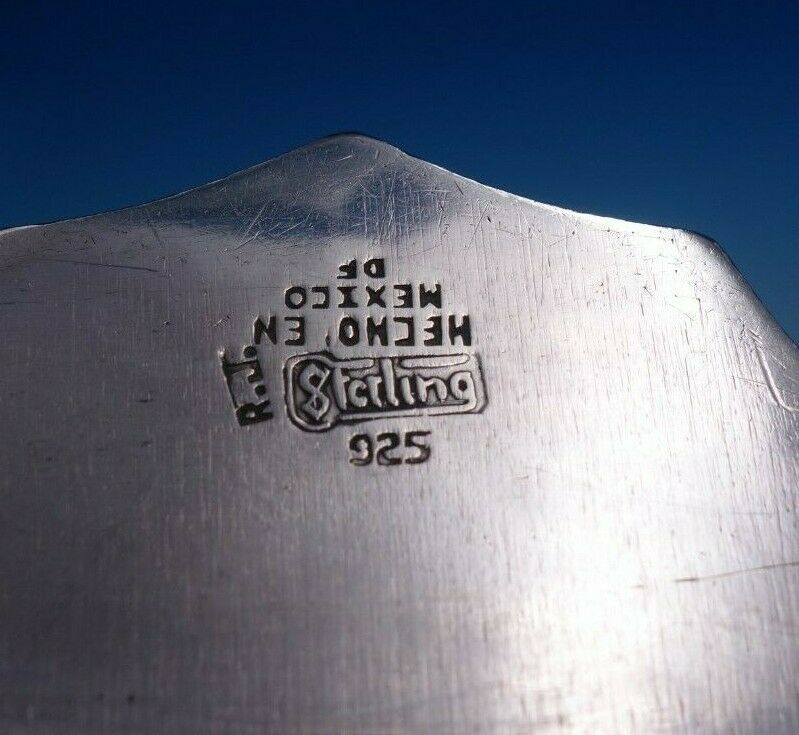 HECHO EN
MEXICO
DF
R.J.
Sterling
925